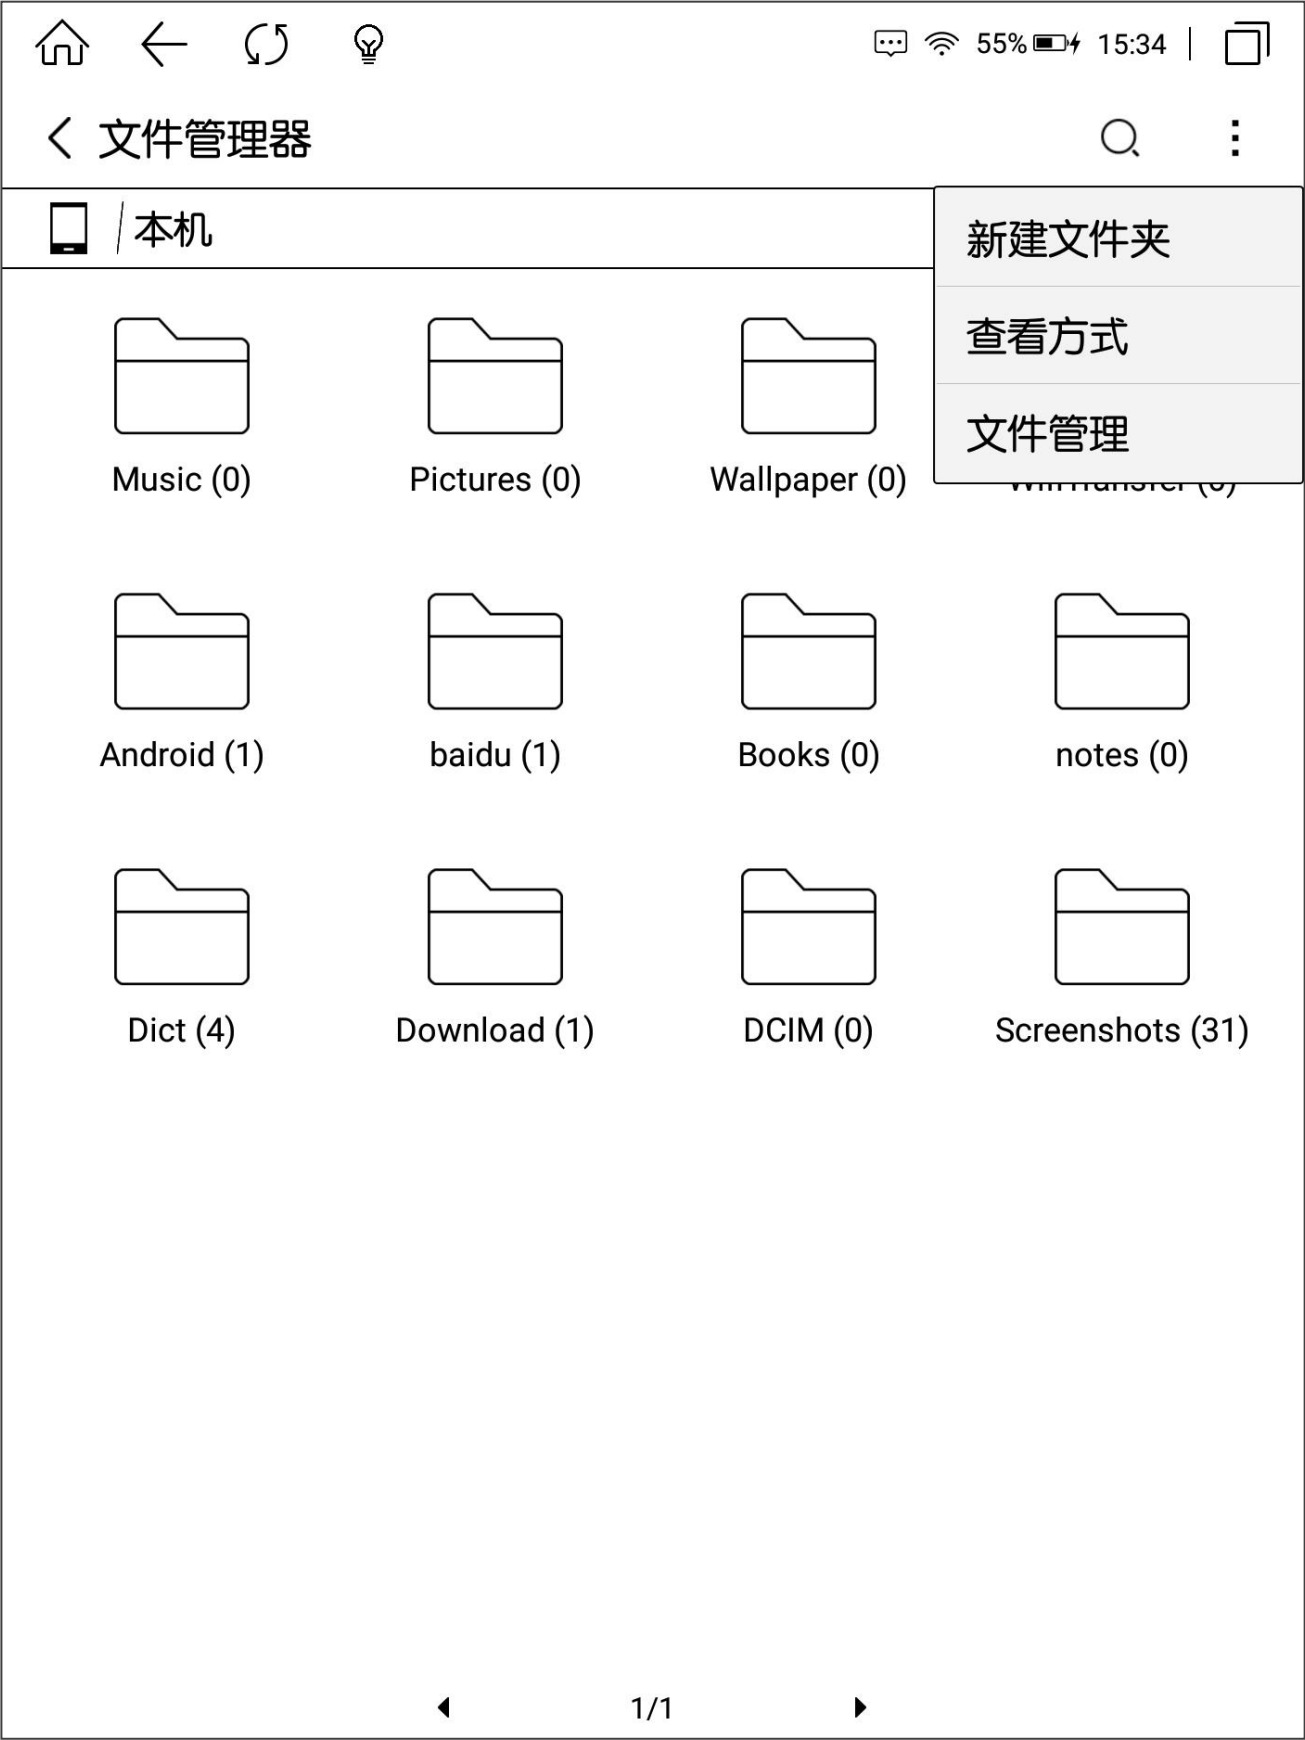 55% 15:34
文件管理器
本机
新建文件夹
查看方式
文件管理
Music (0)
Pictures (0)
Wallpaper (0)
Android (1)
baidu (1)
Books (0)
notes (0)
Dict (4)
Download (1)
DCIM (0)
Screenshots (31)
1/1